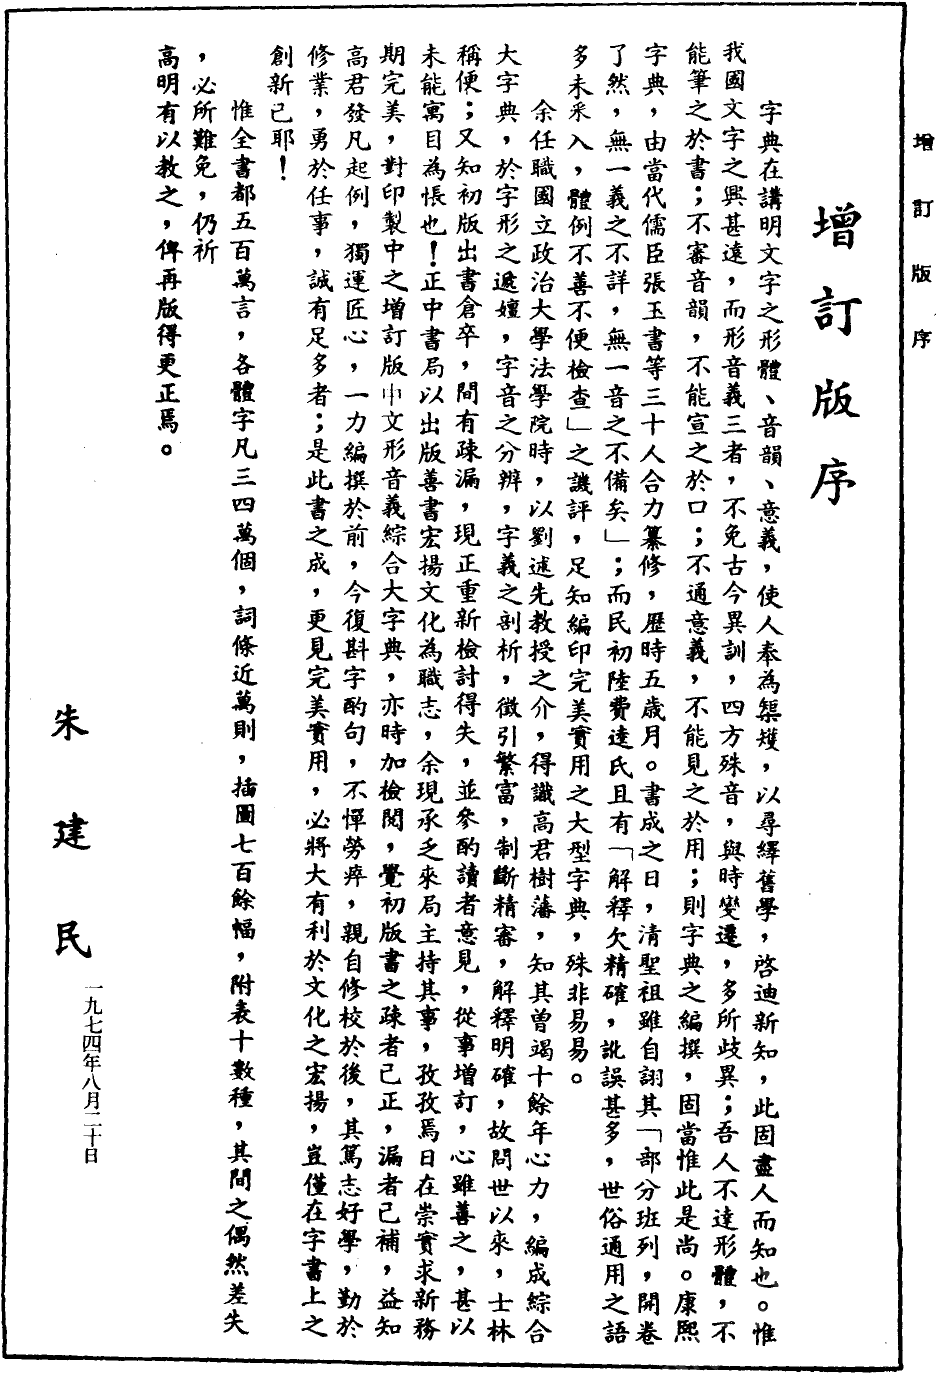 增訂版序
增訂版序
字典在講明文字之形體、音韻、意義，使人奉為榘矱，以尋繹舊學，啓迪新知，此固盡人而知也。惟
我國文字之興甚遠，而形音義三者，不免古今異訓，四方殊音，與時變遷，多所歧異；吾人不達形體，不
能筆之於書；不審音韻，不能宣之於口；不通意義，不能見之於用；則字典之編撰，固當惟此是尚。康熙
字典，由當代儒臣張玉書等三十人合力纂修，歷時五歲月。書成之日，清聖祖雖自詡其「部分班列，開卷
了然，無一義之不詳，無一音之不備矣」；而民初陸費逵氏且有「解釋欠精確，訛誤甚多，世俗通用之語
多未采入，體例不善不便檢查」之譏評，足知編印完美實用之大型字典，殊非易易。
余任職國立政治大學法學院時，以劉述先教授之介，得識高君樹藩，知其曾竭十餘年心力，編成綜合
大字典，於字形之遞嬗，字音之分辨，字義之剖析，徵引繁富，制斷精審，解釋明確，故問世以來，士林
稱便；又知初版出書倉卒，間有疎漏，現正重新檢討得失，並參酌讀者意見，從事增訂，心雖善之，甚以
未能寓目為悵也！正中書局以出版善書宏揚文化為職志，余現承乏來局主持其事，孜孜焉日在崇實求新務
期完美，對印製中之增訂版中文形音義綜合大字典，亦時加檢閱，覺初版書之疎者已正，漏者已補，益知
高君發凡起例，獨運匠心，一力編撰於前，今復斟字酌句，不憚勞瘁，親自修校於後，其篤志好學，勤於
修業，勇於任事，誠有足多者；是此書之成，更見完美實用，必將大有利於文化之宏揚，豈僅在字書上之
創新已耶！
惟全書都五百萬言，各體字凡三四萬個，詞條近萬則，插圖七百餘幅，附表十數種，其間之偶然差失
，必所難免，仍祈
高明有以教之，俾再版得更正焉。
朱建民
一九七四年八月二十日